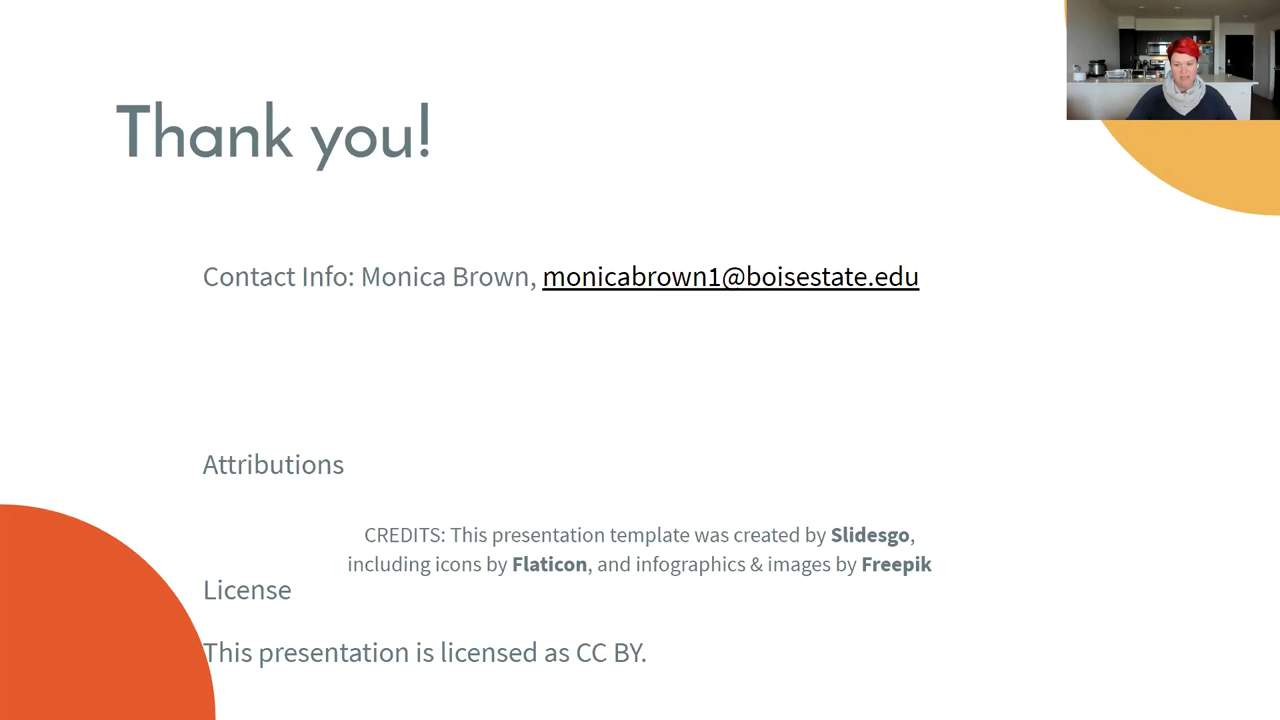 Thank you!
Contact Info: Monica Brown, monicabrown1@boisestate.edu
Attributions
CREDITS: This presentation template was created by Slidesgo,
including icons by Flaticon, and infographics & images by Freepik
License
This presentation is licensed as CC BY.